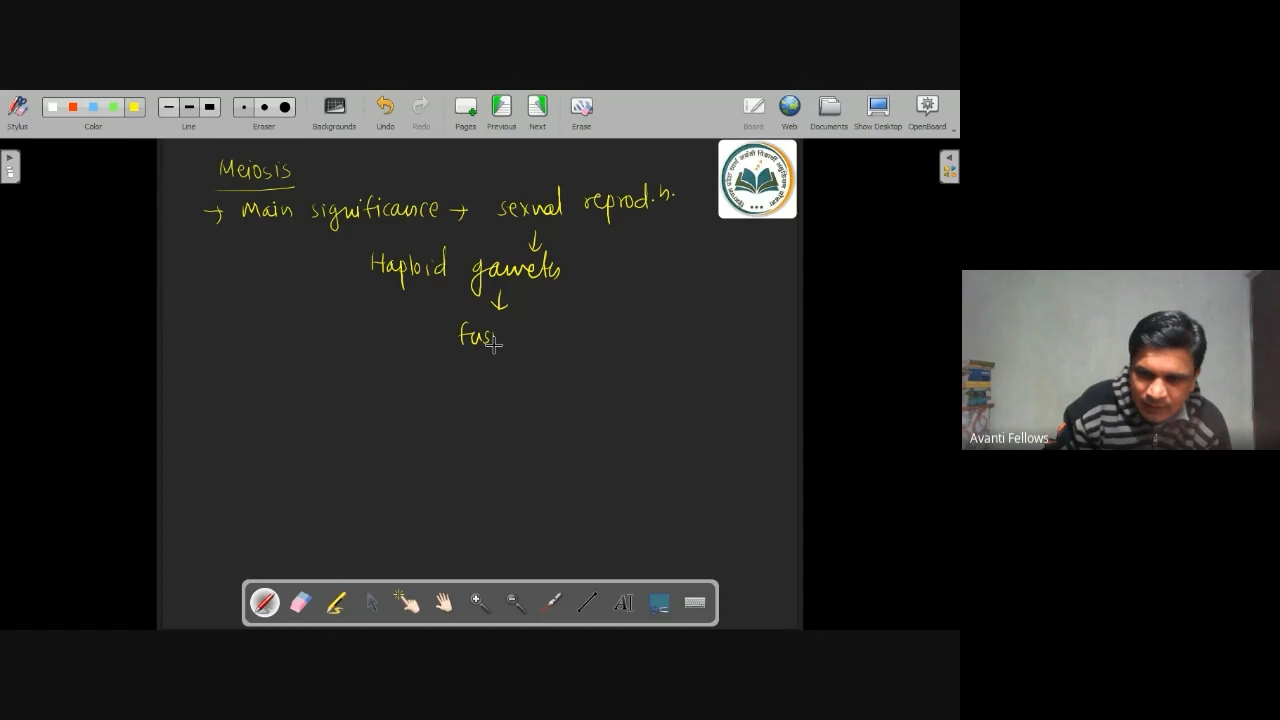 Stylus
Color
Line
Eraser
Backgrounds
Undo
Redo
Pages
Previous
Next
Erase
Board
Web
Documents
Show Desktop
OpenBoard
Meiosis
→ Main significance → sexual reprod.n.
↓
Haploid gametes
↓
fus
AI
Avanti Fellows